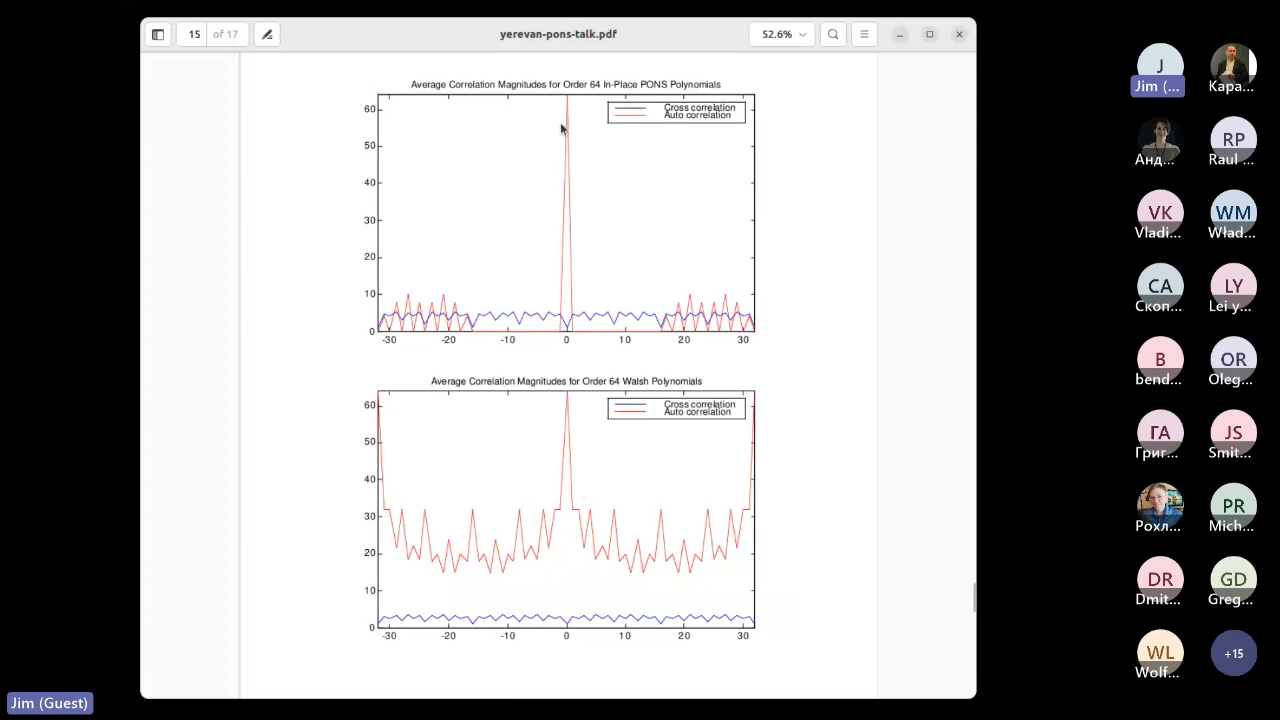 15 of 17
yerevan-pons-talk.pdf
52.6%
Average Correlation Magnitudes for Order 64 In-Place PONS Polynomials
Cross correlation
Auto correlation
60
50
40
30
20
10
0
-30 -20 -10 0 10 20 30
Average Correlation Magnitudes for Order 64 Walsh Polynomials
Cross correlation
Auto correlation
60
50
40
30
20
10
0
-30 -20 -10 0 10 20 30
Jim (Guest)
J
Jim (...
Кара...
Анд...
RP
Raul ...
VK
Vladi...
WM
Wład...
CA
Скоп...
LY
Lei y...
B
bend...
OR
Oleg...
ГА
Григ...
JS
Smit...
Рохл...
PR
Mich...
DR
Dmit...
GD
Greg...
WL
Wolf...
+15